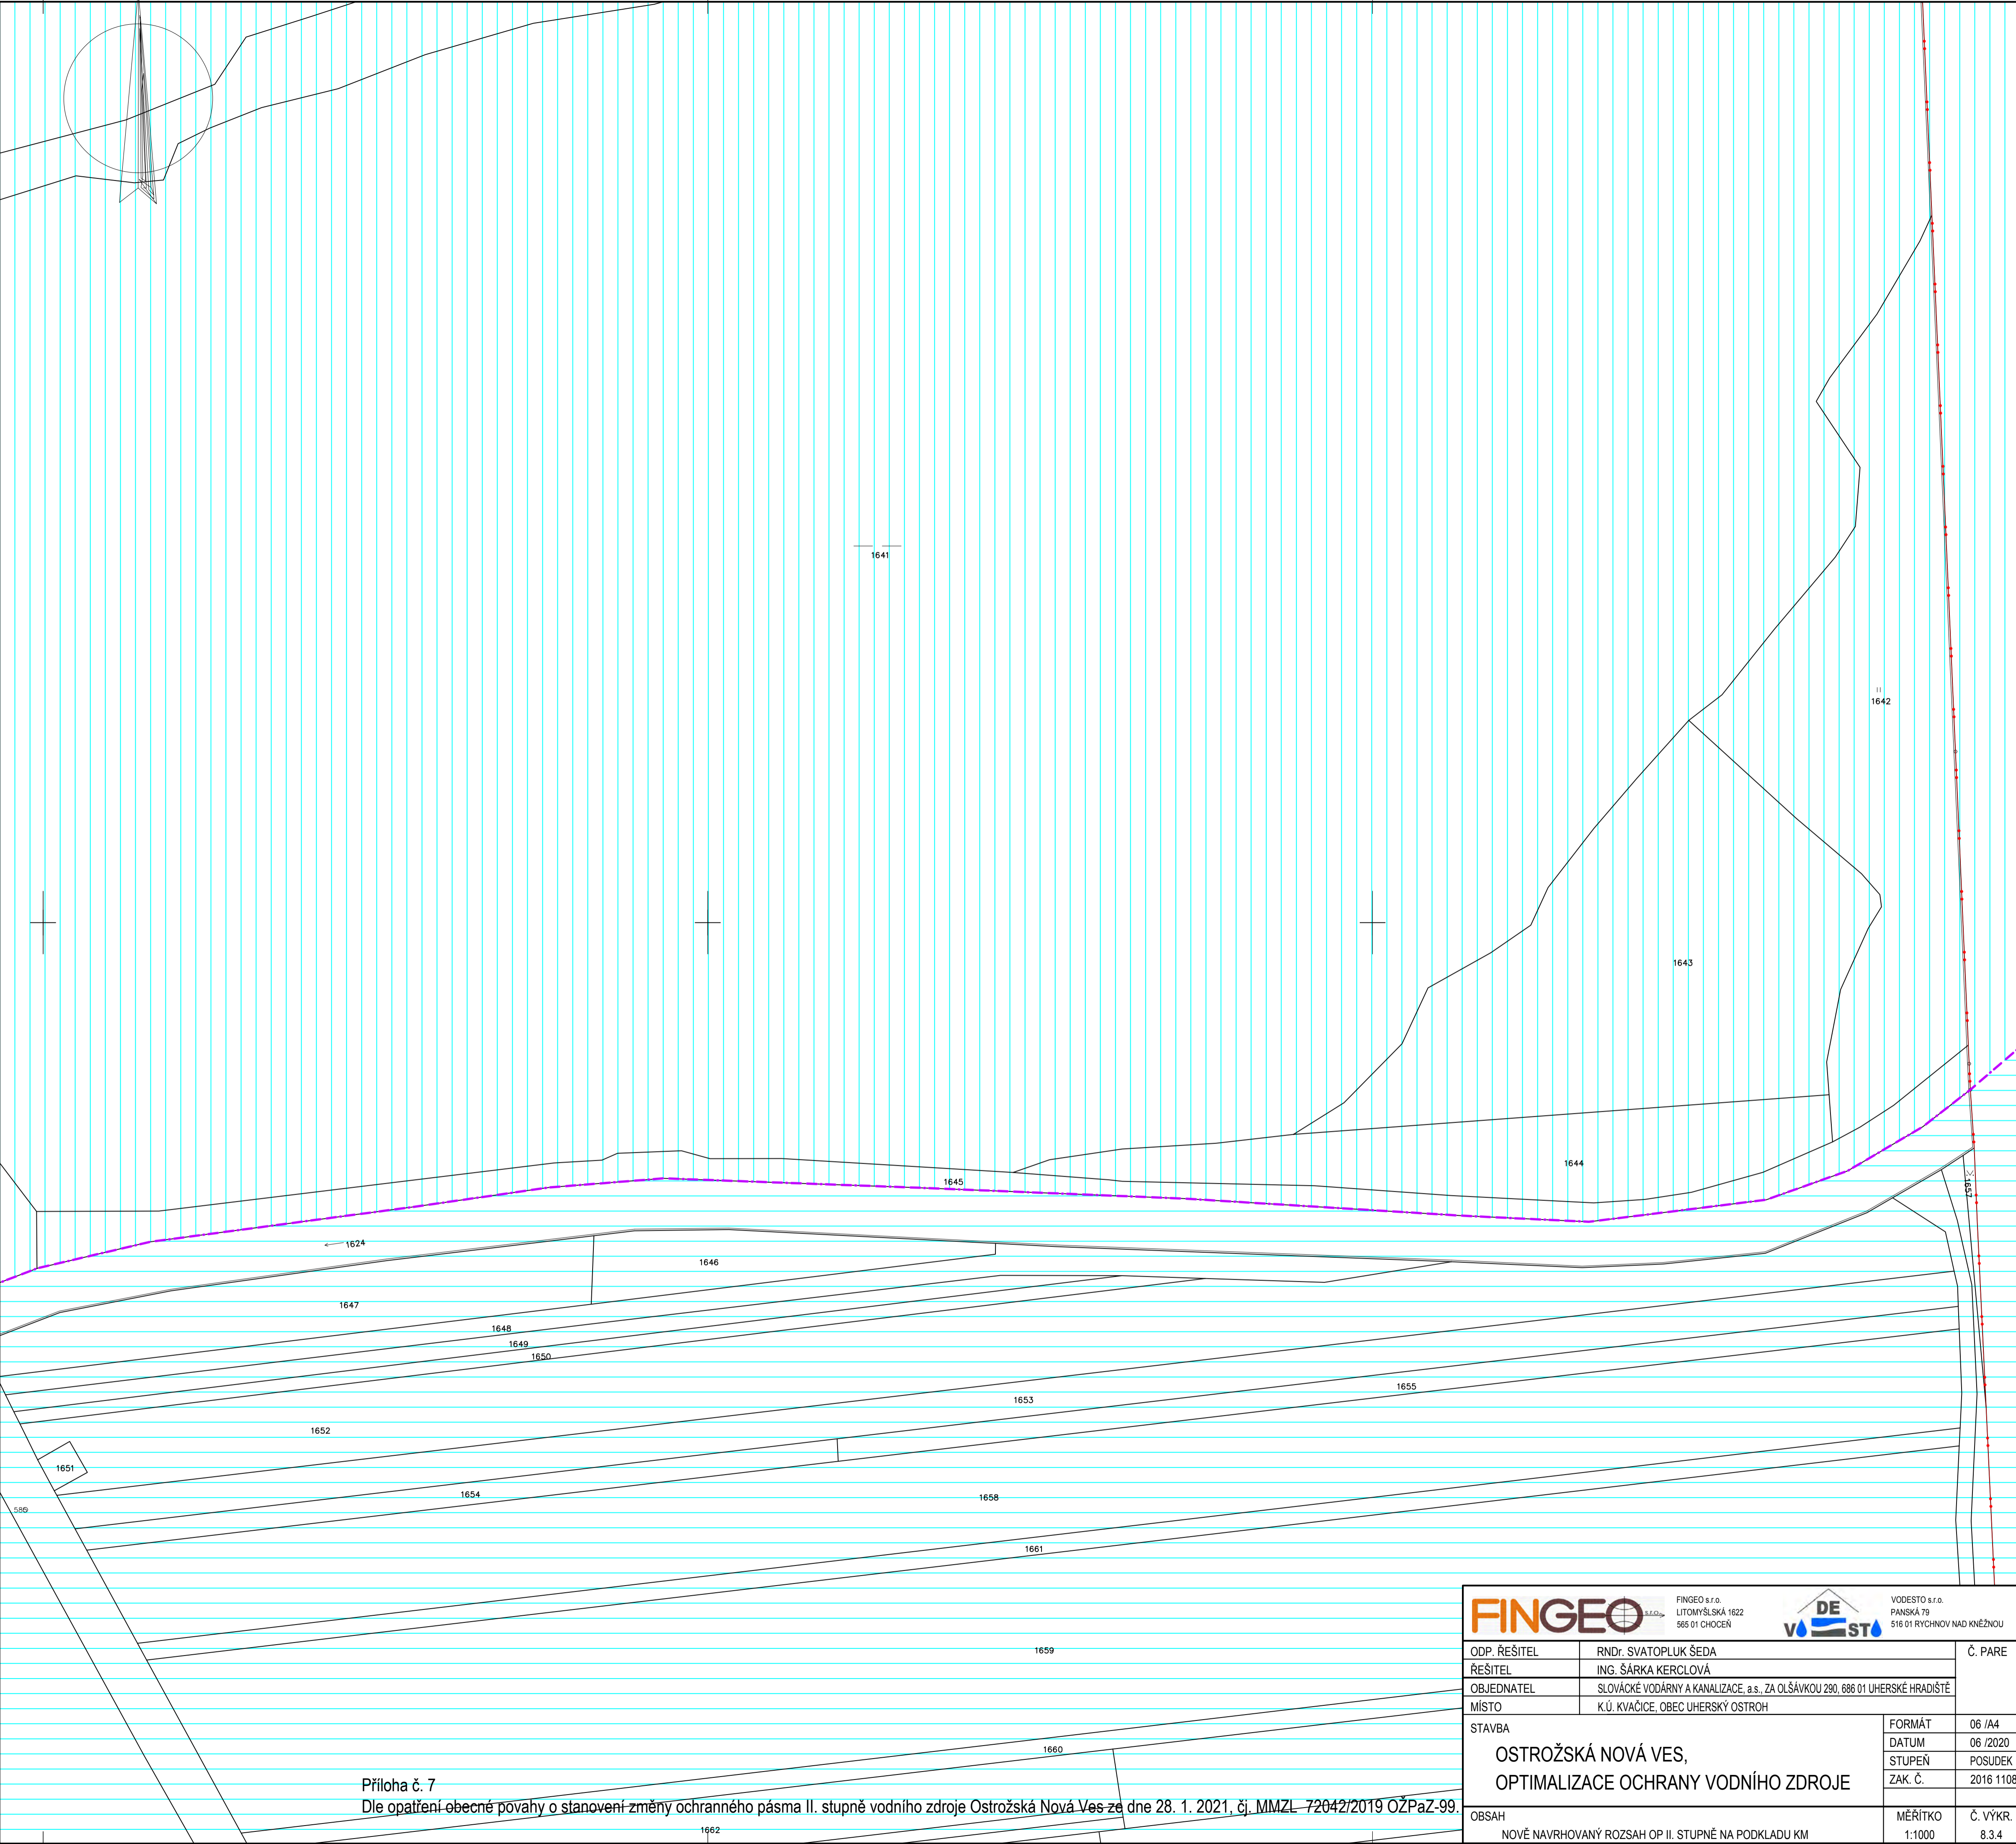 1641
1642
1643
1644
1645
1657
1624
1646
1647
1648
1649
1650
1655
1653
1652
1651
1654
1658
586
1661
1659
1660
1662
Příloha č. 7
Dle opatření obecné povahy o stanovení změny ochranného pásma II. stupně vodního zdroje Ostrožská Nová Ves ze dne 28. 1. 2021, čj. MMZL 72042/2019 OŽPaZ-99.
FINGEO s.r.o.
FINGEO s.r.o.
LITOMYŠLSKÁ 1622
565 01 CHOCEŇ
VODESTO
VODESTO s.r.o.
PANSKÁ 79
516 01 RYCHNOV NAD KNĚŽNOU
ODP. ŘEŠITEL RNDr. SVATOPLUK ŠEDA Č. PARE
ŘEŠITEL ING. ŠÁRKA KERCLOVÁ
OBJEDNATEL SLOVÁCKÉ VODÁRNY A KANALIZACE, a.s., ZA OLŠÁVKOU 290, 686 01 UHERSKÉ HRADIŠTĚ
MÍSTO K.Ú. KVAČICE, OBEC UHERSKÝ OSTROH
STAVBA
OSTROŽSKÁ NOVÁ VES,
OPTIMALIZACE OCHRANY VODNÍHO ZDROJE
FORMÁT 06 /A4
DATUM 06 /2020
STUPEŇ POSUDEK
ZAK. Č. 2016 1108
OBSAH MĚŘÍTKO Č. VÝKR.
NOVĚ NAVRHOVANÝ ROZSAH OP II. STUPNĚ NA PODKLADU KM 1:1000 8.3.4